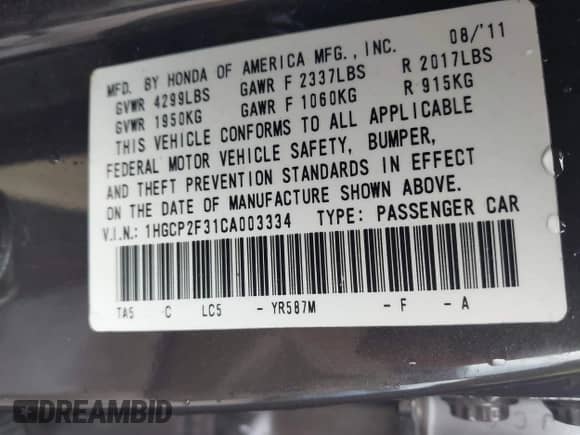 MFD. BY HONDA OF AMERICA MFG., INC. 08/'11
GVWR 4299LBS GAWR F 2337LBS R 2017LBS
GVWR 1950KG GAWR F 1060KG R 915KG
THIS VEHICLE CONFORMS TO ALL APPLICABLE
FEDERAL MOTOR VEHICLE SAFETY, BUMPER,
AND THEFT PREVENTION STANDARDS IN EFFECT
ON THE DATE OF MANUFACTURE SHOWN ABOVE.
V.I.N.: 1HGCP2F31CA003334 TYPE: PASSENGER CAR
TA5 C LC5 - YR587M - F - A
DREAMBID